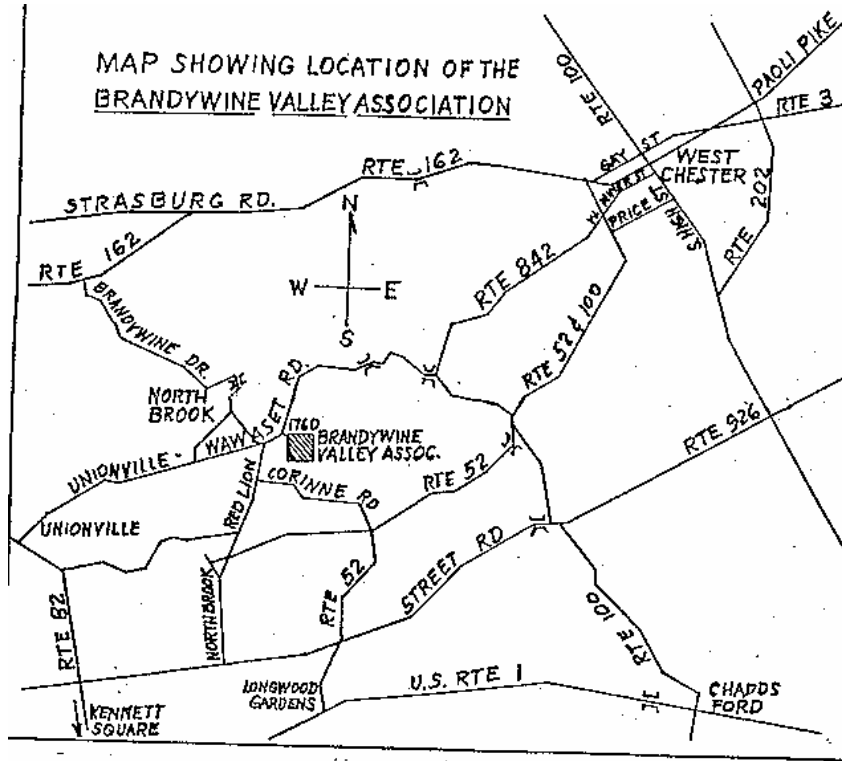 MAP SHOWING LOCATION OF THE
BRANDYWINE VALLEY ASSOCIATION
RTE 100
PAOLI PIKE
RTE 3
GAY ST
WEST
CHESTER
W. MARKET ST
PRICE ST
S. HIGH
RTE 202
RTE 162
STRASBURG RD.
RTE 162
N
W E
S
RTE 842
RTE 52 & 100
BRANDYWINE DR.
NORTH
BROOK
UNIONVILLE - WAWASET RD.
1760
BRANDYWINE
VALLEY ASSOC.
RTE 926
CORINNE RD
RTE 52
RED LION
UNIONVILLE
STREET RD
RTE 52
NORTHBROOK
RTE 82
RTE 100
LONGWOOD
GARDENS
U.S. RTE 1
CHADDS
FORD
KENNETT
SQUARE